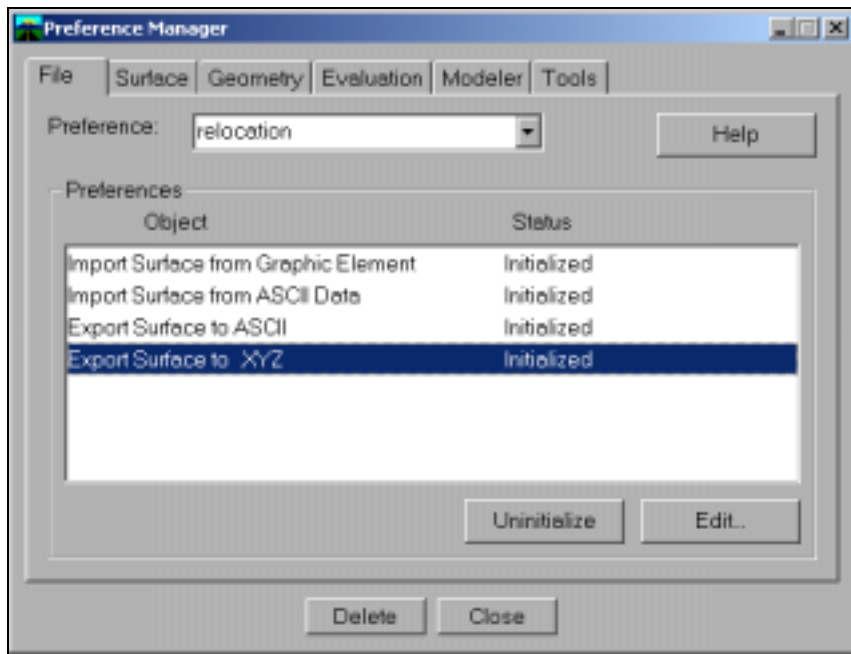 Preference Manager
File Surface Geometry Evaluation Modeler Tools
Preference: relocation Help
Preferences
Object Status
Import Surface from Graphic Element Initialized
Import Surface from ASCII Data Initialized
Export Surface to ASCII Initialized
Export Surface to XYZ Initialized
Uninitialize Edit..
Delete Close